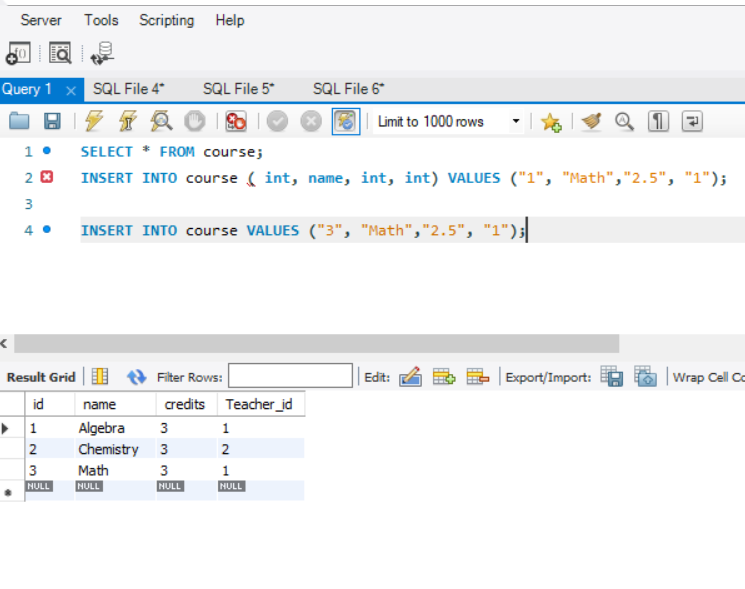 Server Tools Scripting Help
Query 1 SQL File 4* SQL File 5* SQL File 6*
Limit to 1000 rows
1 SELECT * FROM course;
2 INSERT INTO course ( int, name, int, int) VALUES ("1", "Math","2.5", "1");
3
4 INSERT INTO course VALUES ("3", "Math","2.5", "1");
Result Grid Filter Rows: Edit: Export/Import: Wrap Cell Co
id name credits Teacher_id
1 Algebra 3 1
2 Chemistry 3 2
3 Math 3 1
NULL NULL NULL NULL